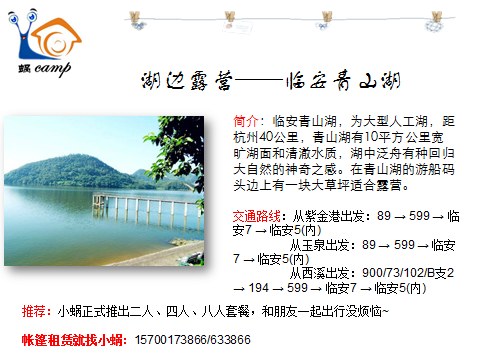 蜗camp
湖边露营——临安青山湖
简介：临安青山湖，为大型人工湖，距
杭州40公里，青山湖有10平方公里宽
旷湖面和清澈水质，湖中泛舟有种回归
大自然的神奇之感。在青山湖的游船码
头边上有一块大草坪适合露营。
交通路线：从紫金港出发：89→599→临
安7→临安5(内)
从玉泉出发：89→599→临安
7→临安5(内)
从西溪出发：900/73/102/B支2
→194→599→临安7→临安5(内)
推荐：小蜗正式推出二人、四人、八人套餐，和朋友一起出行没烦恼~
帐篷租赁就找小蜗：15700173866/633866